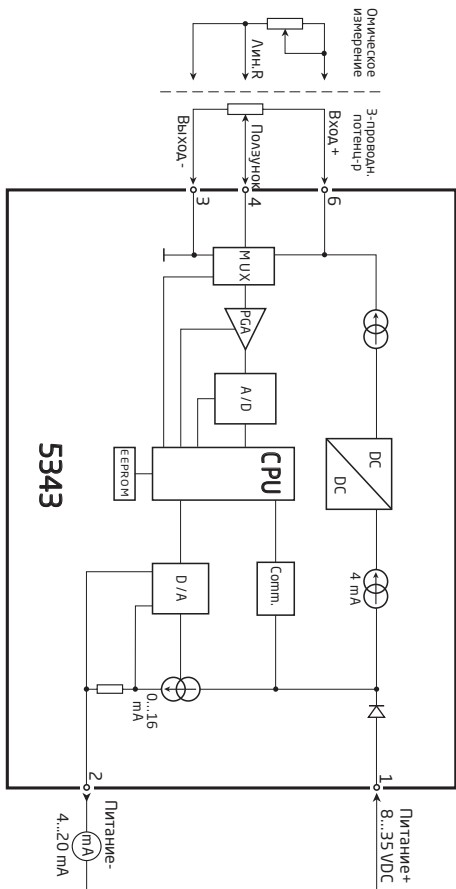 Омическое
измерение
Лин.R
3-проводн.
потенц-р
Вход+
Ползунок
Выход-
6
4
3
MUX
PGA
A/D
CPU
EEPROM
5343
DC
DC
4 mA
Comm.
D/A
0...16
mA
1
2
Питание+
8...35 VDC
Питание-
mA
4...20 mA